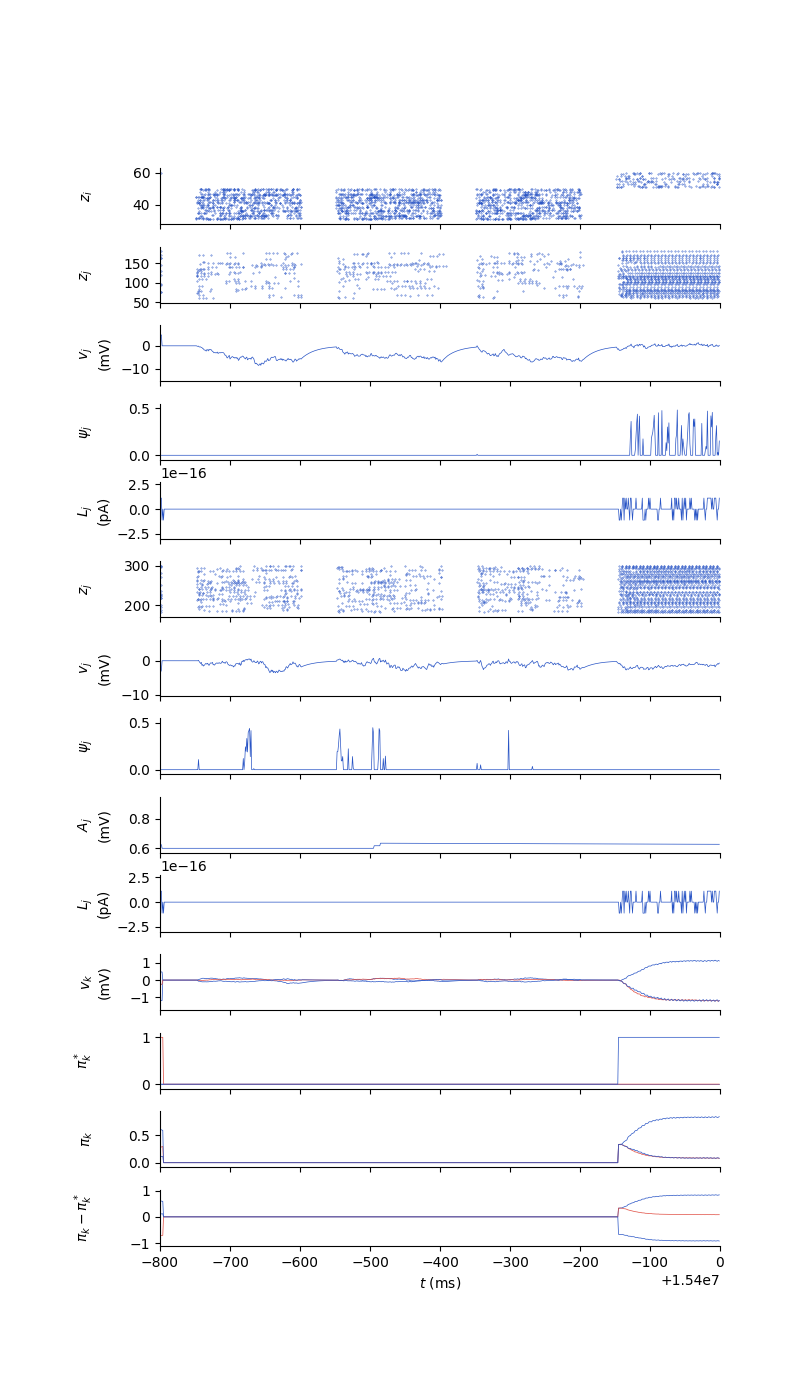 60
40
z_i
150
100
50
z_j
0
−10
v_j
(mV)
0.5
0.0
ψ_j
1e−16
2.5
0.0
−2.5
L_j
(pA)
300
200
z_j
0
−10
v_j
(mV)
0.5
0.0
ψ_j
0.8
0.6
A_j
(mV)
1e−16
2.5
0.0
−2.5
L_j
(pA)
1
0
−1
v_k
(mV)
1
0
π_k^*
0.5
0.0
π_k
1
0
−1
π_k − π_k^*
−800 −700 −600 −500 −400 −300 −200 −100 0
t (ms)
+1.54e7